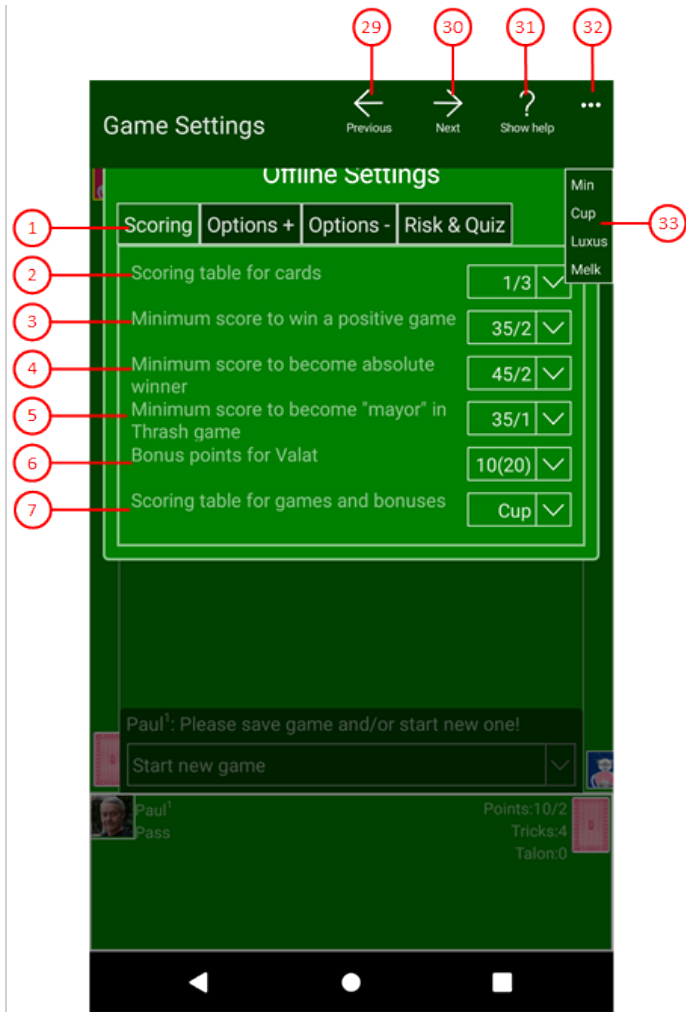 29 30 31 32
Game Settings
Previous Next Show help
Offline Settings
Min
Cup
Luxus
Melk
33
1 Scoring Options + Options - Risk & Quiz
2 Scoring table for cards 1/3
3 Minimum score to win a positive game 35/2
4 Minimum score to become absolute
winner 45/2
5 Minimum score to become "mayor" in
Thrash game 35/1
6 Bonus points for Valat 10(20)
7 Scoring table for games and bonuses Cup
Paul¹: Please save game and/or start new one!
Start new game
Paul¹ Points:10/2
Pass Tricks:4
Talon:0